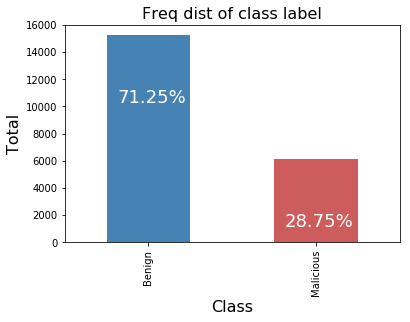 Freq dist of class label
Total
16000
14000
12000
10000
8000
6000
4000
2000
0
71.25%
28.75%
Benign
Malicious
Class